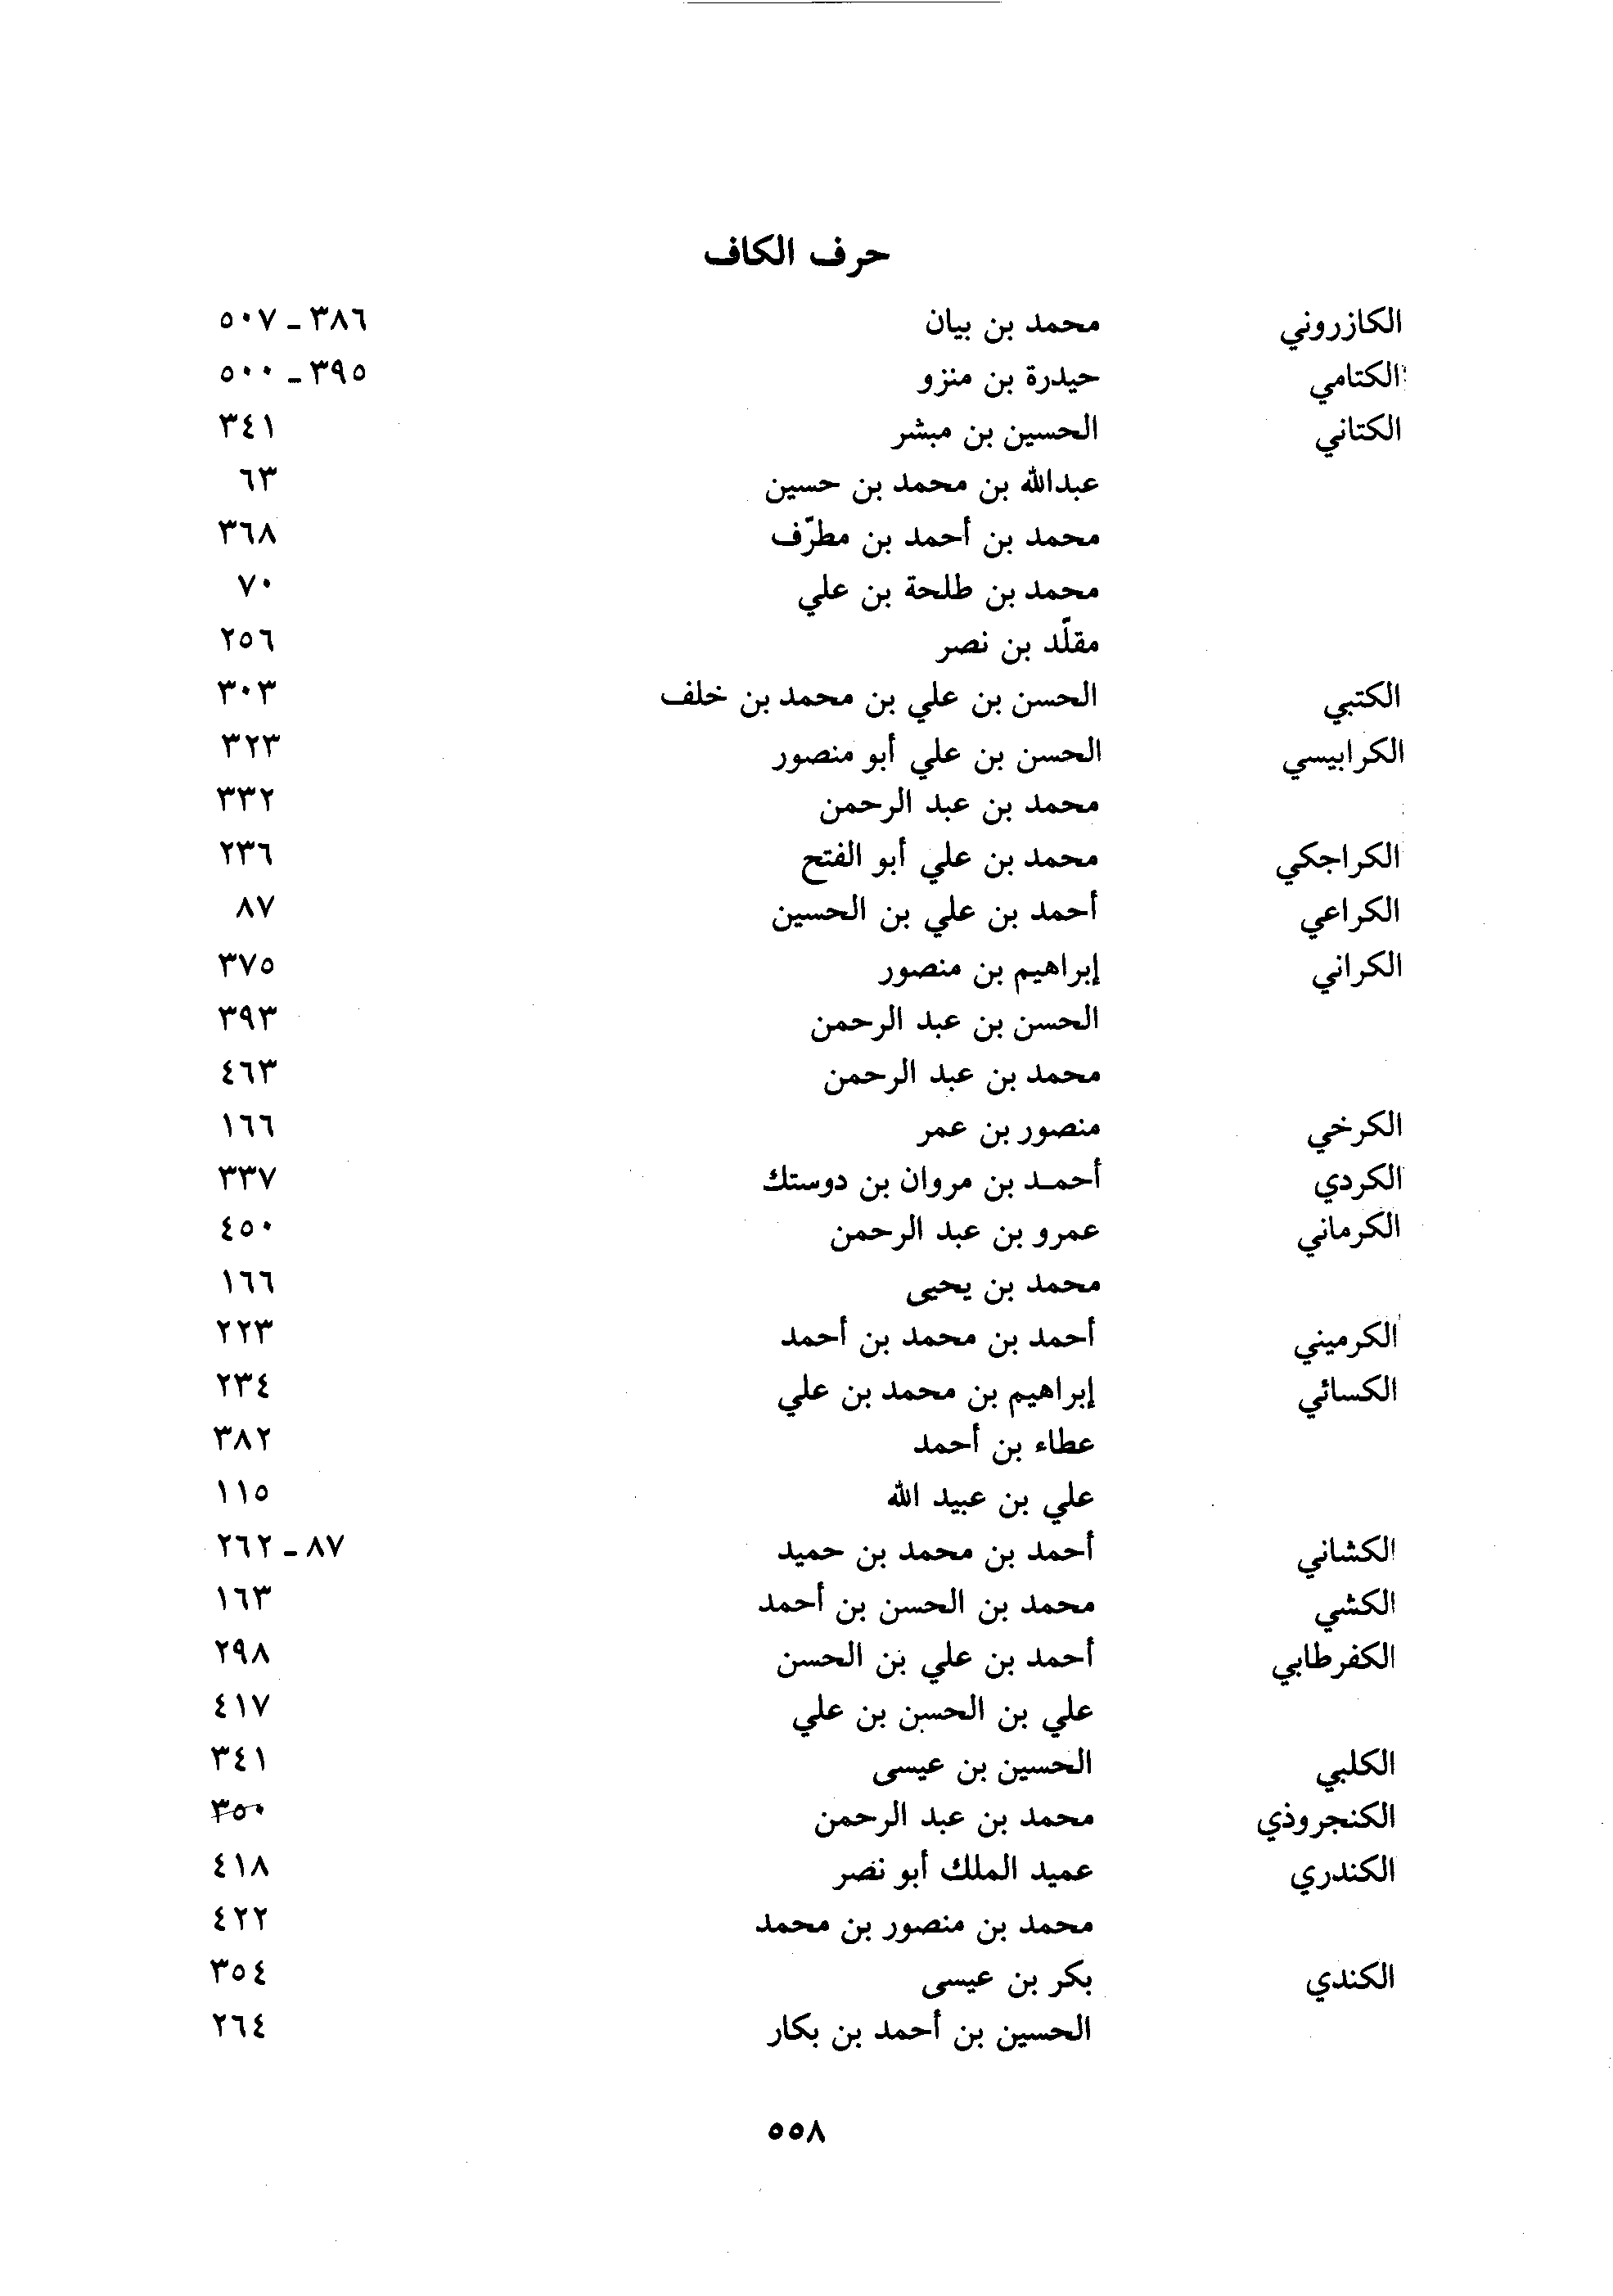 حرف الكاف
الكازروني محمد بن بيان ٣٨٦ ـ ٥٠٧
الكتامي حيدرة بن منزو ٣٩٥ ـ ٥٠٠
الكتاني الحسين بن مبشر ٣٤١
عبدالله بن محمد بن حسين ٦٣
محمد بن أحمد بن مطرّف ٣٦٨
محمد بن طلحة بن علي ٧٠
مقلّد بن نصر ٢٥٦
الكتبي الحسن بن علي بن محمد بن خلف ٣٠٣
الكرابيسي الحسن بن علي أبو منصور ٣٢٣
محمد بن عبد الرحمن ٣٣٢
الكراجكي محمد بن علي أبو الفتح ٢٣٦
الكراعي أحمد بن علي بن الحسين ٨٧
الكراني إبراهيم بن منصور ٣٧٥
الحسن بن عبد الرحمن ٣٩٣
محمد بن عبد الرحمن ٤٦٣
الكرخي منصور بن عمر ١٦٦
الكردي أحمـد بن مروان بن دوستك ٣٣٧
الكرماني عمرو بن عبد الرحمن ٤٥٠
محمد بن يحيى ١٦٦
الكرميني أحمد بن محمد بن أحمد ٢٢٣
الكسائي إبراهيم بن محمد بن علي ٢٣٤
عطاء بن أحمد ٣٨٢
علي بن عبيد الله ١١٥
الكشاني أحمد بن محمد بن حميد ٨٧ ـ ٢٦٢
الكشي محمد بن الحسن بن أحمد ١٦٣
الكفرطابي أحمد بن علي بن الحسن ٢٩٨
علي بن الحسن بن علي ٤١٧
الكلبي الحسين بن عيسى ٣٤١
الكنجروذي محمد بن عبد الرحمن ٣٥٠
الكندري عميد الملك أبو نصر ٤١٨
محمد بن منصور بن محمد ٤٢٢
الكندي بكر بن عيسى ٣٥٤
الحسين بن أحمد بن بكار ٢٦٤
٥٥٨